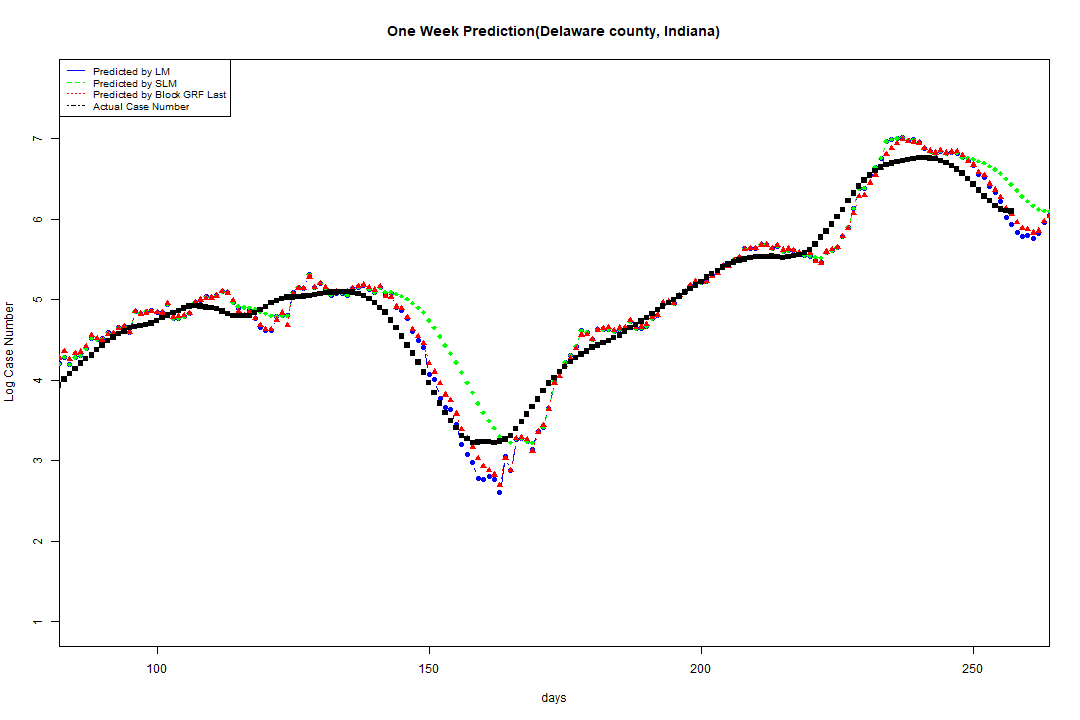 One Week Prediction(Delaware county, Indiana)
Predicted by LM
Predicted by SLM
Predicted by Block GRF Last
Actual Case Number
Log Case Number
7
6
5
4
3
2
1
100 150 200 250
days